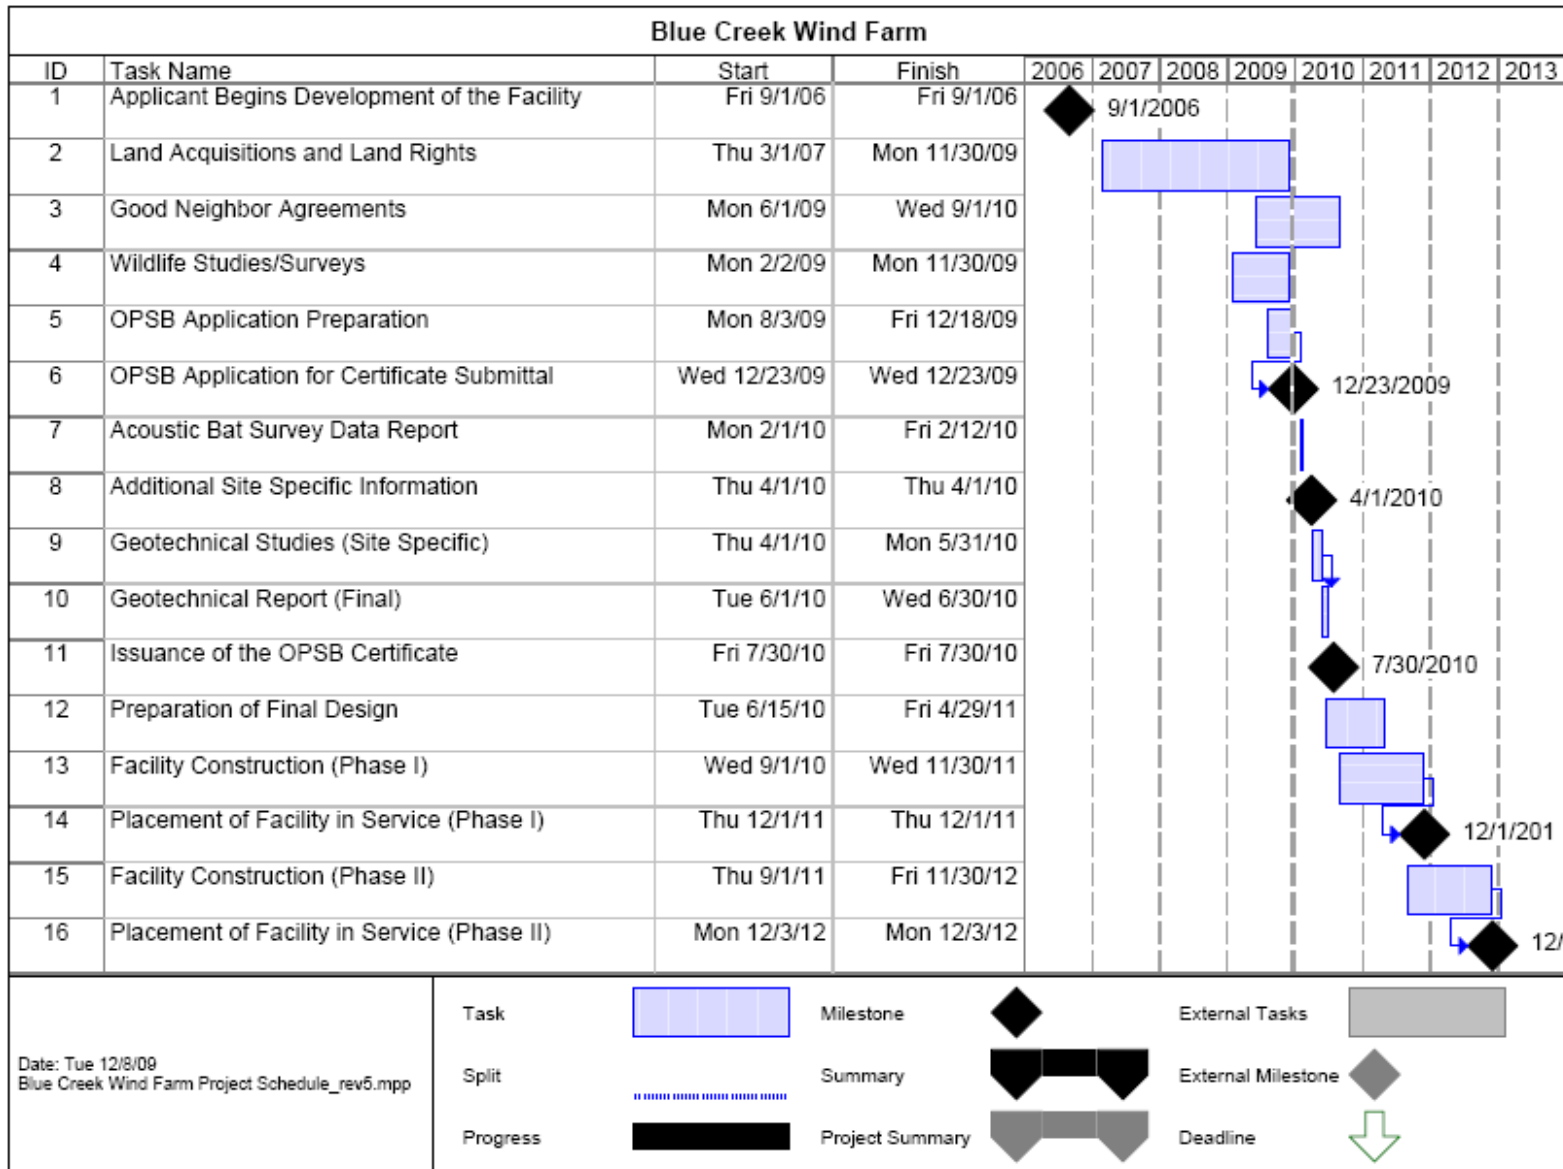 Blue Creek Wind Farm
ID Task Name Start Finish 2006 2007 2008 2009 2010 2011 2012 2013
1 Applicant Begins Development of the Facility Fri 9/1/06 Fri 9/1/06 9/1/2006
2 Land Acquisitions and Land Rights Thu 3/1/07 Mon 11/30/09
3 Good Neighbor Agreements Mon 6/1/09 Wed 9/1/10
4 Wildlife Studies/Surveys Mon 2/2/09 Mon 11/30/09
5 OPSB Application Preparation Mon 8/3/09 Fri 12/18/09
6 OPSB Application for Certificate Submittal Wed 12/23/09 Wed 12/23/09 12/23/2009
7 Acoustic Bat Survey Data Report Mon 2/1/10 Fri 2/12/10
8 Additional Site Specific Information Thu 4/1/10 Thu 4/1/10 4/1/2010
9 Geotechnical Studies (Site Specific) Thu 4/1/10 Mon 5/31/10
10 Geotechnical Report (Final) Tue 6/1/10 Wed 6/30/10
11 Issuance of the OPSB Certificate Fri 7/30/10 Fri 7/30/10 7/30/2010
12 Preparation of Final Design Tue 6/15/10 Fri 4/29/11
13 Facility Construction (Phase I) Wed 9/1/10 Wed 11/30/11
14 Placement of Facility in Service (Phase I) Thu 12/1/11 Thu 12/1/11 12/1/201
15 Facility Construction (Phase II) Thu 9/1/11 Fri 11/30/12
16 Placement of Facility in Service (Phase II) Mon 12/3/12 Mon 12/3/12 12/
Date: Tue 12/8/09
Blue Creek Wind Farm Project Schedule_rev5.mpp
Task Milestone External Tasks
Split Summary External Milestone
Progress Project Summary Deadline